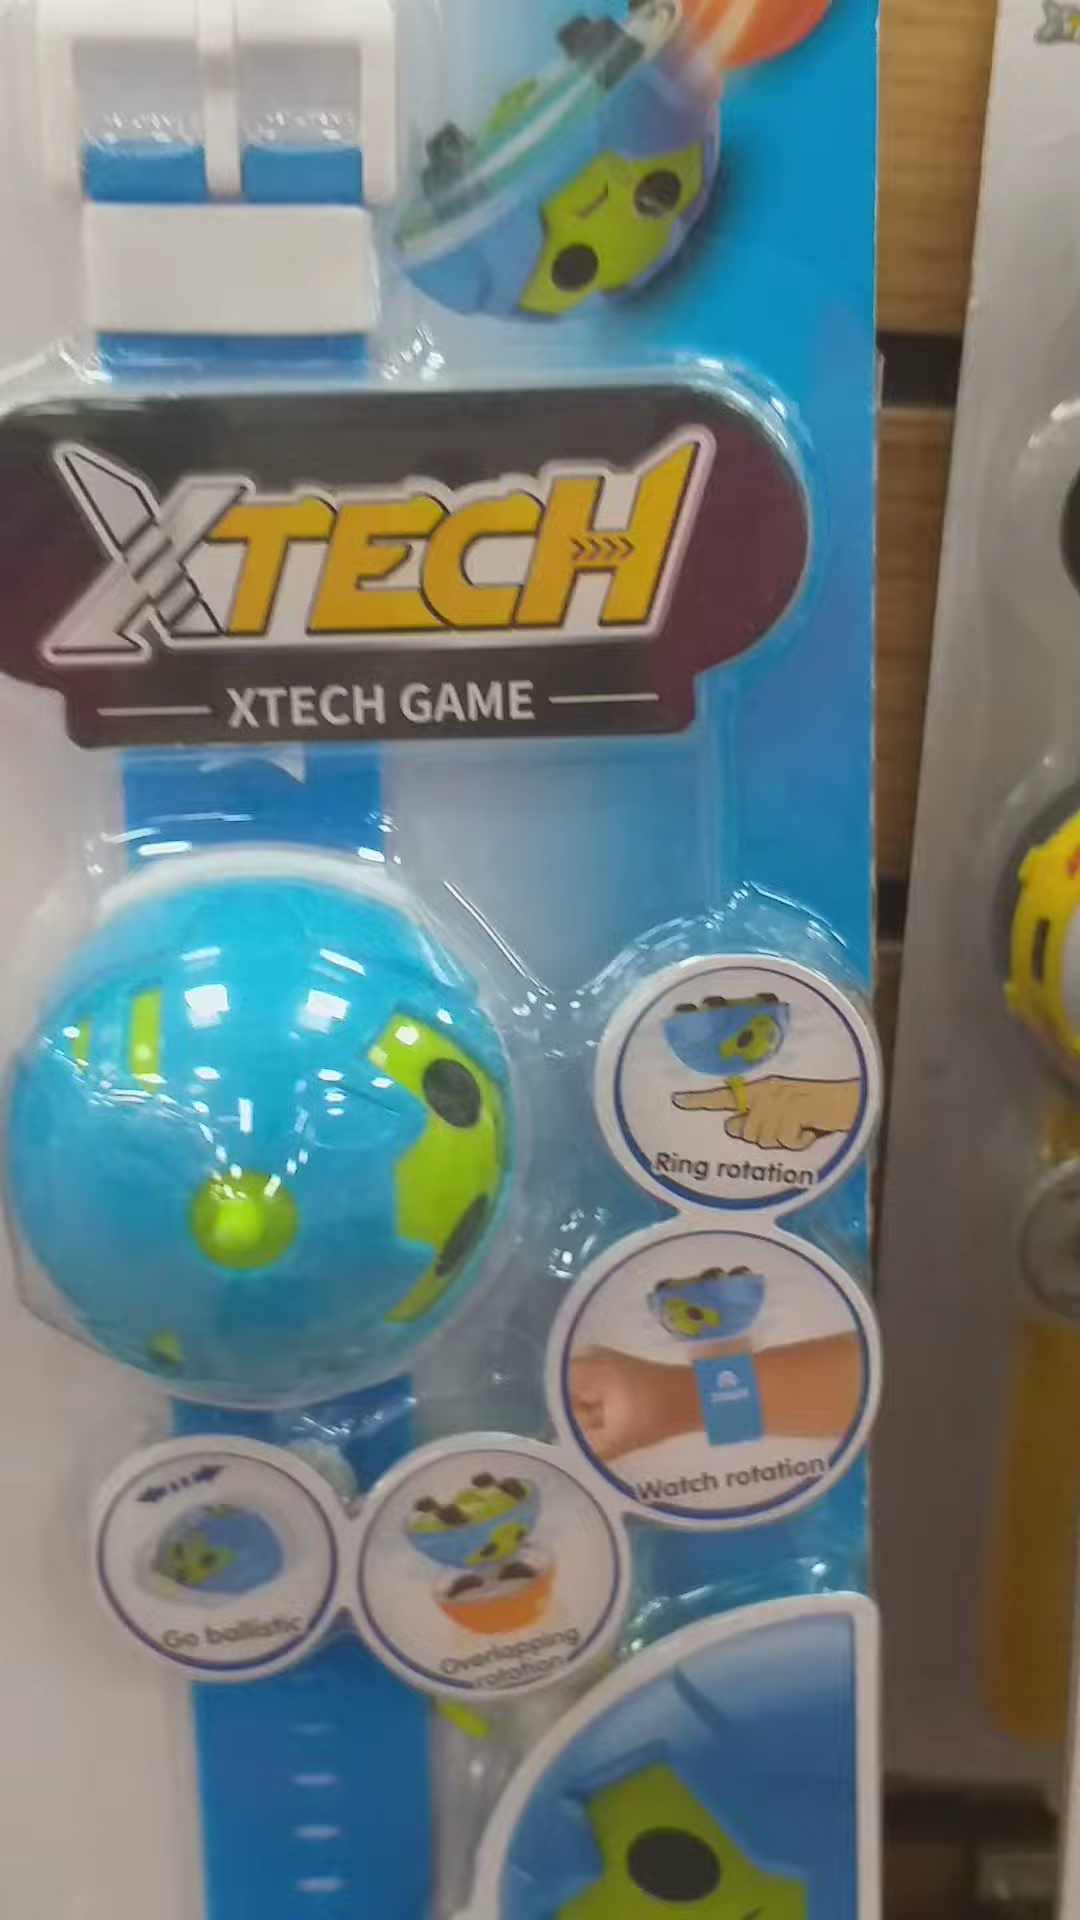 XTECH
XTECH GAME
Ring rotation
Watch rotation
Go ballistic
Overlapping
rotation